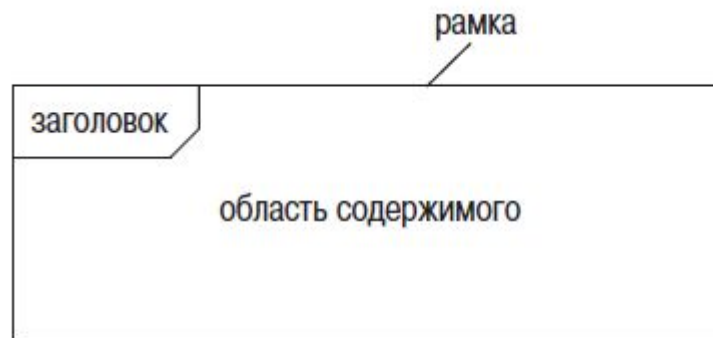 рамка
заголовок
область содержимого